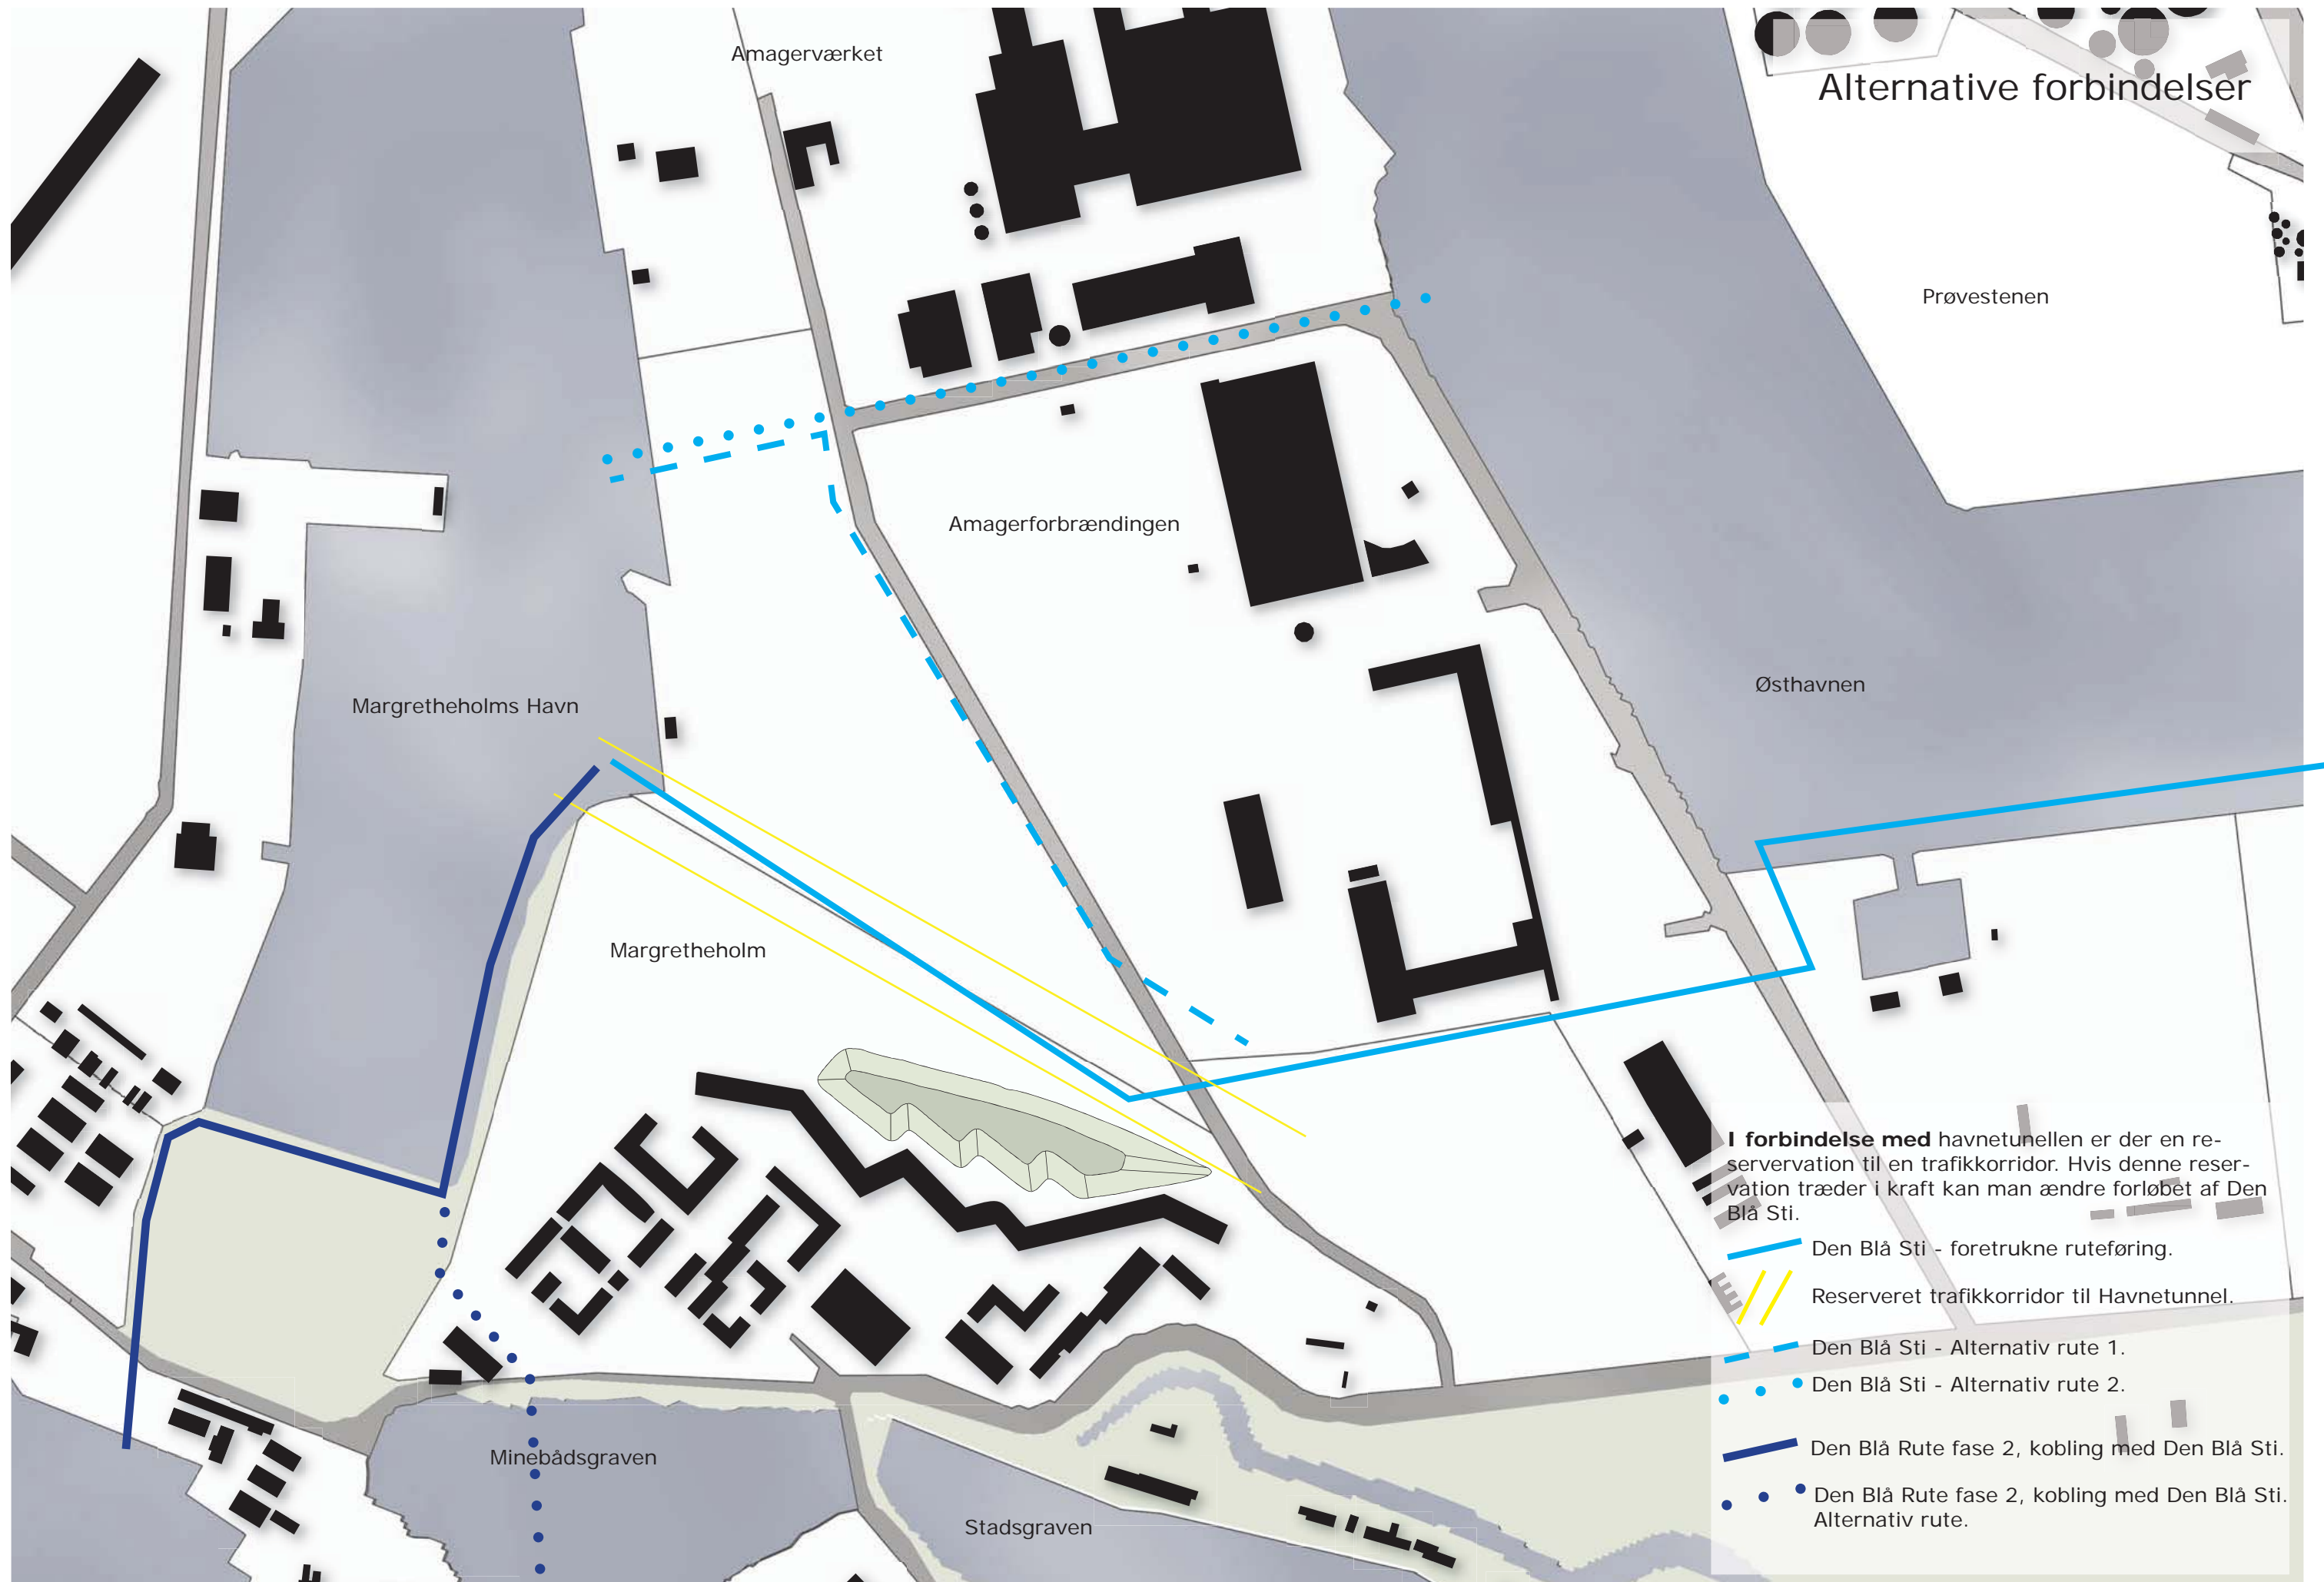 Amagerværket
Alternative forbindelser
Prøvestenen
Amagerforbrændingen
Østhavnen
Margretheholms Havn
Margretheholm
I forbindelse med havnetunellen er der en re-
servervation til en trafikkorridor. Hvis denne reser-
vation træder i kraft kan man ændre forløbet af Den
Blå Sti.
Den Blå Sti - foretrukne ruteføring.
Reserveret trafikkorridor til Havnetunnel.
Den Blå Sti - Alternativ rute 1.
Den Blå Sti - Alternativ rute 2.
Den Blå Rute fase 2, kobling med Den Blå Sti.
Den Blå Rute fase 2, kobling med Den Blå Sti.
Alternativ rute.
Minebådsgraven
Stadsgraven